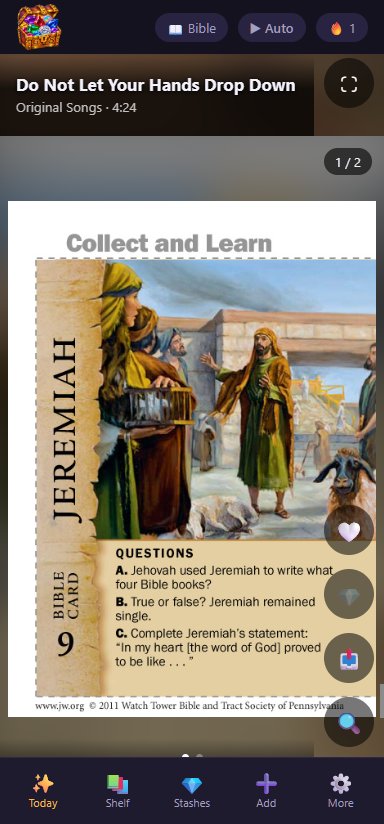 Bible
Auto
1
Do Not Let Your Hands Drop Down
Original Songs · 4:24
1 / 2
Collect and Learn
JEREMIAH
BIBLE CARD
9
QUESTIONS
A. Jehovah used Jeremiah to write what
four Bible books?
B. True or false? Jeremiah remained
single.
C. Complete Jeremiah's statement:
“In my heart [the word of God] proved
to be like . . . ”
www.jw.org © 2011 Watch Tower Bible and Tract Society of Pennsylvania
Today
Shelf
Stashes
Add
More